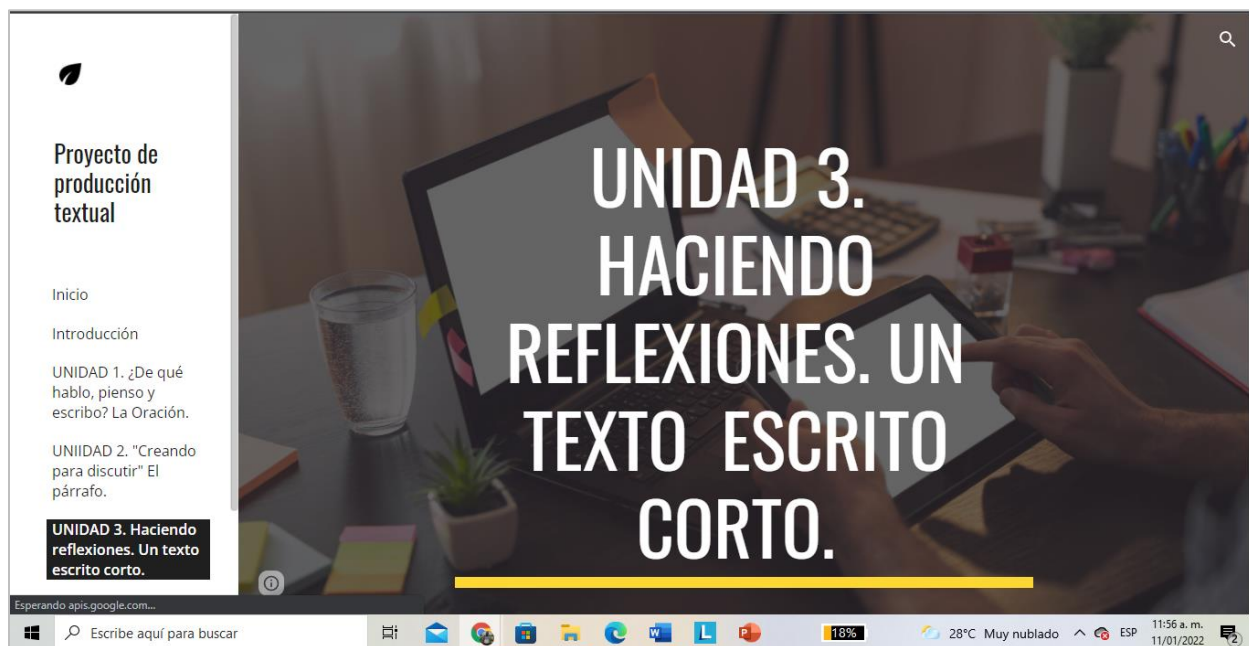 Proyecto de
producción
textual
Inicio
Introducción
UNIDAD 1. ¿De qué
hablo, pienso y
escribo? La Oración.
UNIIDAD 2. "Creando
para discutir" El
párrafo.
UNIDAD 3. Haciendo
reflexiones. Un texto
escrito corto.
UNIDAD 3.
HACIENDO
REFLEXIONES. UN
TEXTO ESCRITO
CORTO.
Esperando apis.google.com...
Escribe aquí para buscar
18%
28°C Muy nublado
ESP
11:56 a. m.
11/01/2022
2